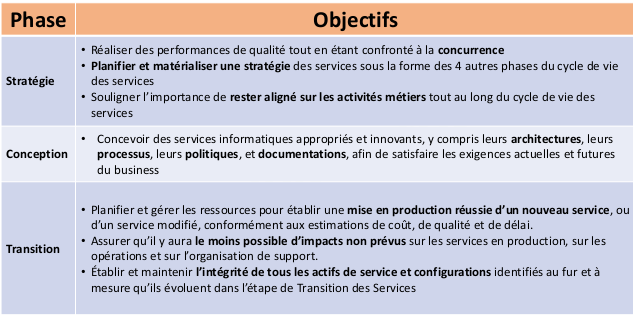 Phase Objectifs
• Réaliser des performances de qualité tout en étant confronté à la concurrence
• Planifier et matérialiser une stratégie des services sous la forme des 4 autres phases du cycle de vie
des services
Stratégie
• Souligner l'importance de rester aligné sur les activités métiers tout au long du cycle de vie des
services
• Concevoir des services informatiques appropriés et innovants, y compris leurs architectures, leurs
Conception
processus, leurs politiques, et documentations, afin de satisfaire les exigences actuelles et futures
du business
• Planifier et gérer les ressources pour établir une mise en production réussie d'un nouveau service, ou
d'un service modifié, conformément aux estimations de coût, de qualité et de délai.
• Assurer qu'il y aura le moins possible d'impacts non prévus sur les services en production, sur les
Transition
opérations et sur l'organisation de support.
• Établir et maintenir l'intégrité de tous les actifs de service et configurations identifiés au fur et à
mesure qu'ils évoluent dans l'étape de Transition des Services